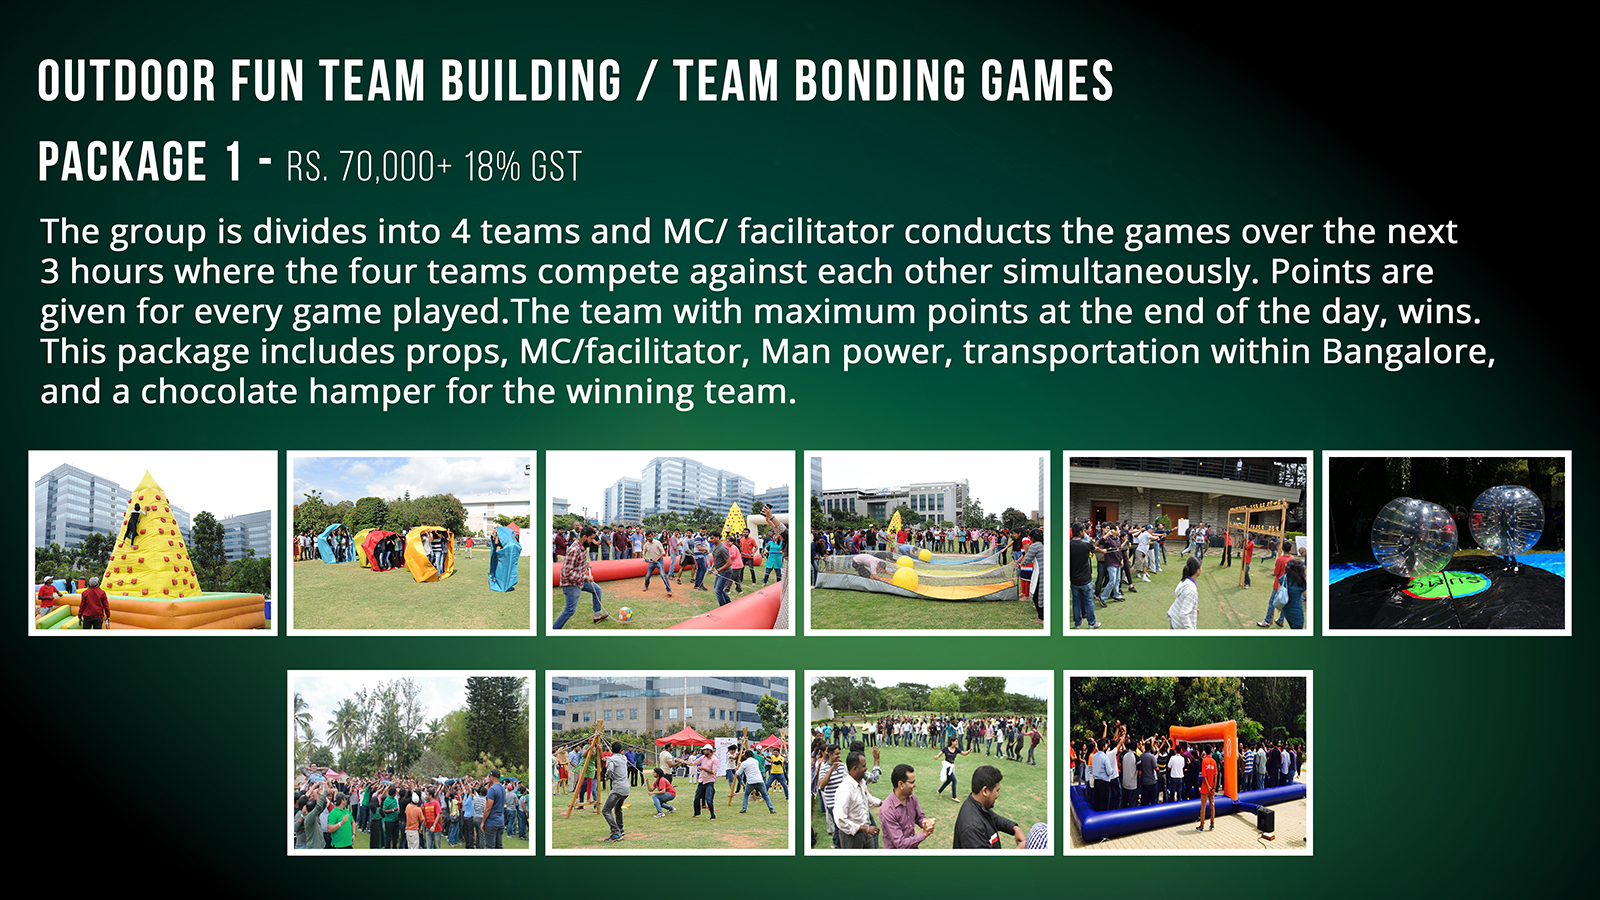 OUTDOOR FUN TEAM BUILDING / TEAM BONDING GAMES
PACKAGE 1 - RS. 70,000+ 18% GST
The group is divides into 4 teams and MC/ facilitator conducts the games over the next
3 hours where the four teams compete against each other simultaneously. Points are
given for every game played.The team with maximum points at the end of the day, wins.
This package includes props, MC/facilitator, Man power, transportation within Bangalore,
and a chocolate hamper for the winning team.